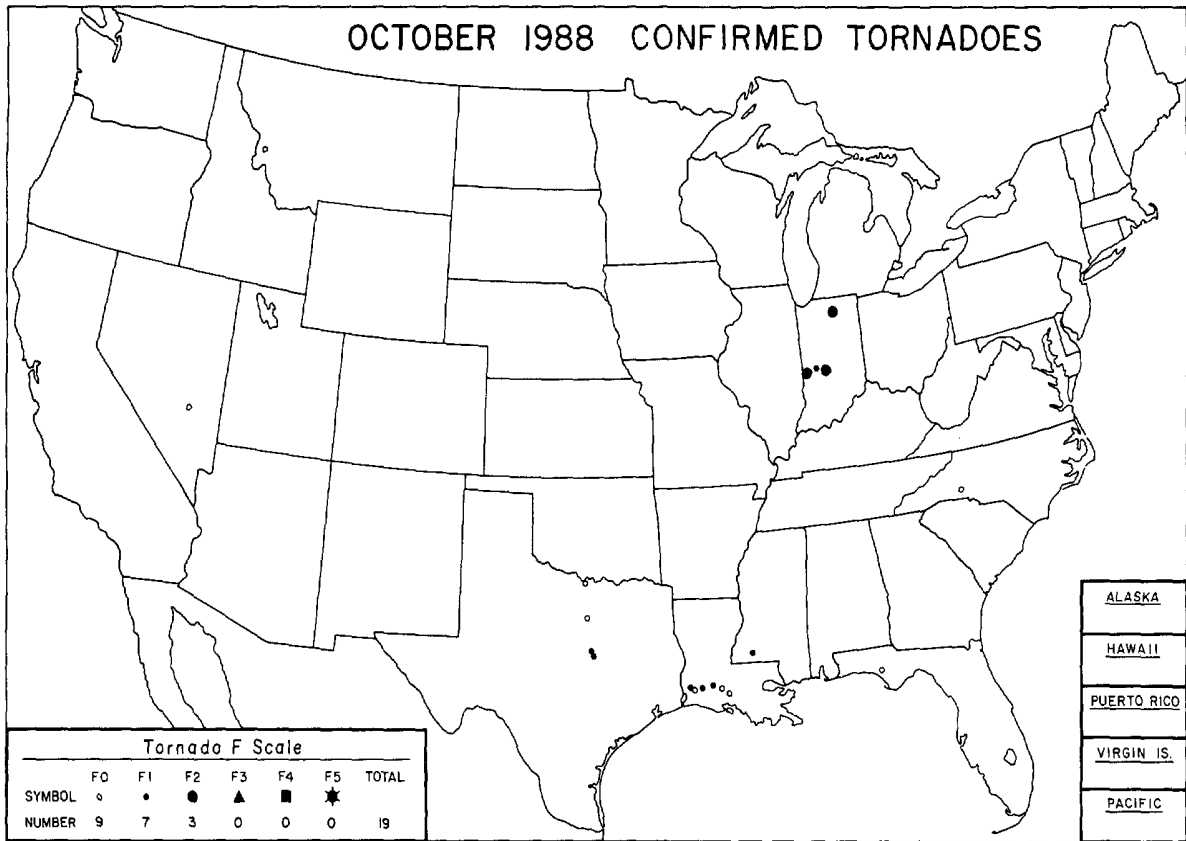 OCTOBER 1988 CONFIRMED TORNADOES
ALASKA
HAWAII
PUERTO RICO
VIRGIN IS.
PACIFIC
Tornado F Scale
F0 F1 F2 F3 F4 F5 TOTAL
SYMBOL
NUMBER 9 7 3 0 0 0 19